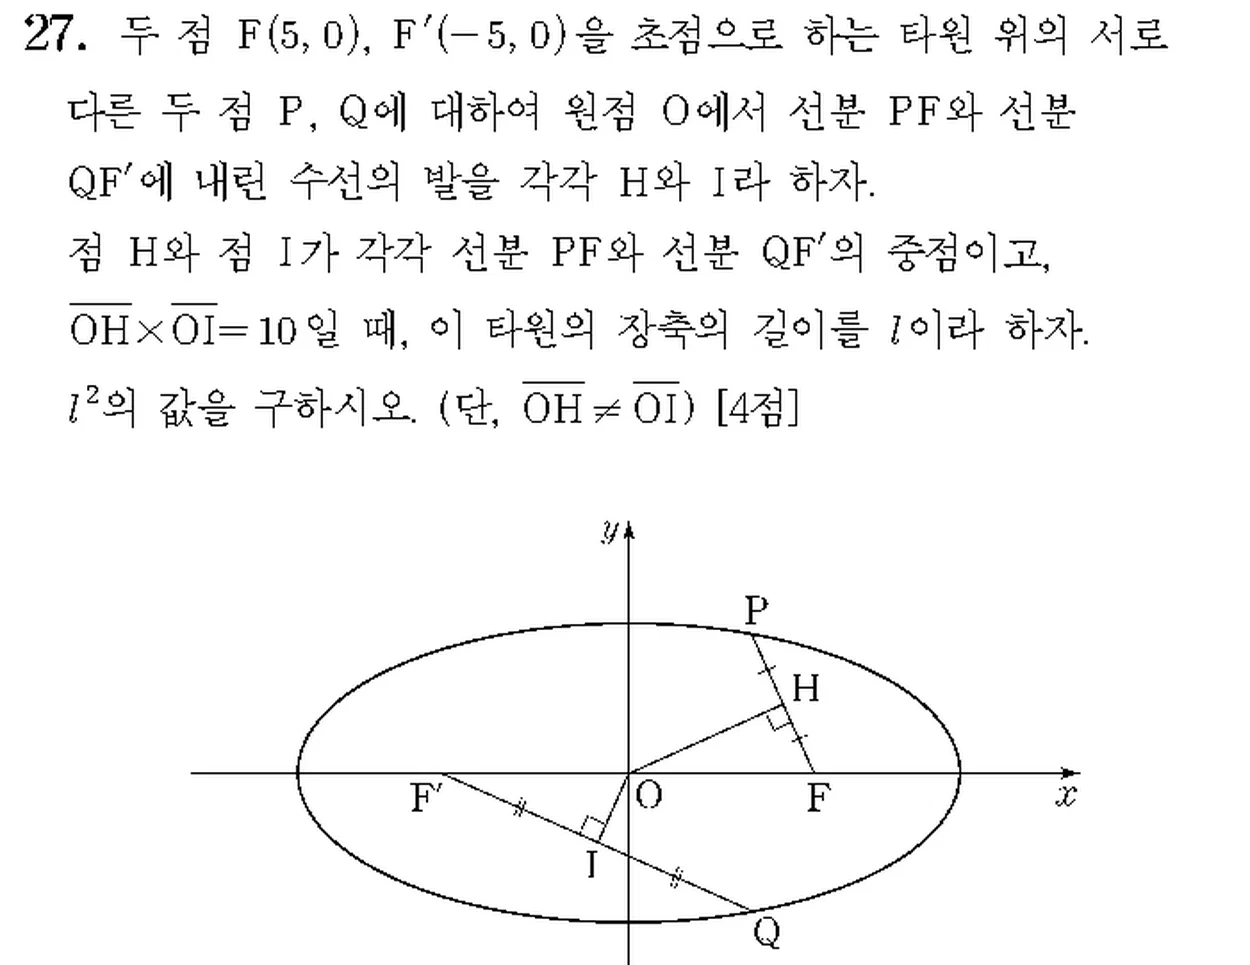 27. 두 점 F(5, 0), F′(−5, 0)을 초점으로 하는 타원 위의 서로
다른 두 점 P, Q에 대하여 원점 O에서 선분 PF와 선분
QF′에 내린 수선의 발을 각각 H와 I라 하자.
점 H와 점 I가 각각 선분 PF와 선분 QF′의 중점이고,
O͞H͞×O͞I͞=10일 때, 이 타원의 장축의 길이를 l이라 하자.
l²의 값을 구하시오. (단, O͞H͞≠O͞I͞) [4점]
y
P
H
F′
O
F
x
I
Q